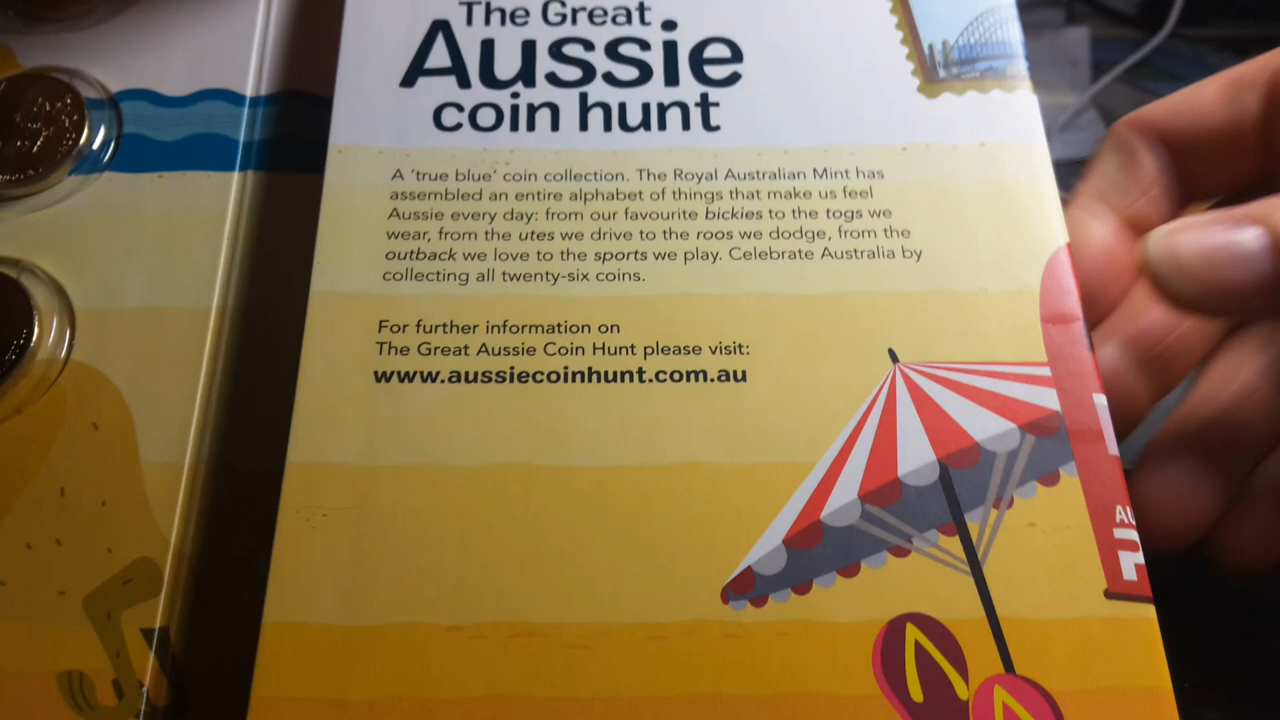 The Great
Aussie
coin hunt
A 'true blue' coin collection. The Royal Australian Mint has
assembled an entire alphabet of things that make us feel
Aussie every day: from our favourite bickies to the togs we
wear, from the utes we drive to the roos we dodge, from the
outback we love to the sports we play. Celebrate Australia by
collecting all twenty-six coins.
For further information on
The Great Aussie Coin Hunt please visit:
www.aussiecoinhunt.com.au